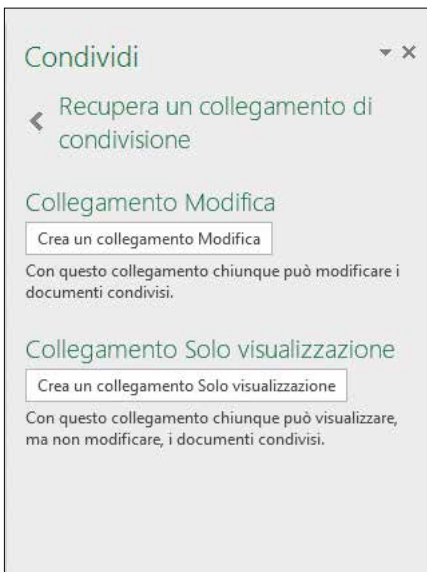 Condividi
Recupera un collegamento di
condivisione
Collegamento Modifica
Crea un collegamento Modifica
Con questo collegamento chiunque può modificare i
documenti condivisi.
Collegamento Solo visualizzazione
Crea un collegamento Solo visualizzazione
Con questo collegamento chiunque può visualizzare,
ma non modificare, i documenti condivisi.